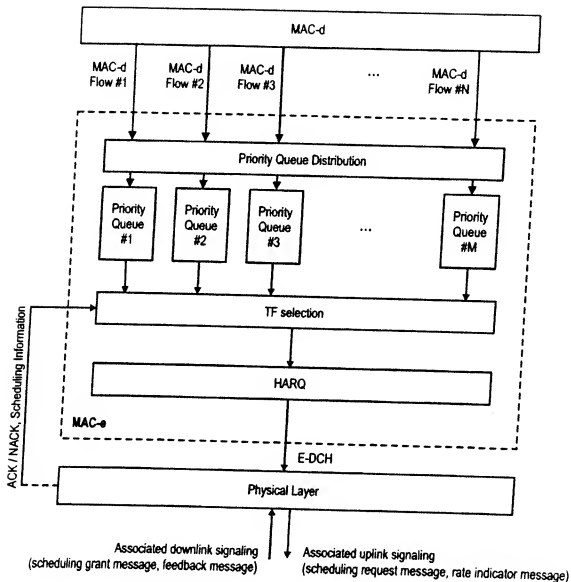 MAC-d
MAC-d
Flow #1
MAC-d
Flow #2
MAC-d
Flow #3
...
MAC-d
Flow #N
Priority Queue Distribution
Priority
Queue
#1
Priority
Queue
#2
Priority
Queue
#3
...
Priority
Queue
#M
TF selection
HARQ
MAC-e
ACK / NACK, Scheduling Information
E-DCH
Physical Layer
Associated downlink signaling
(scheduling grant message, feedback message)
Associated uplink signaling
(scheduling request message, rate indicator message)